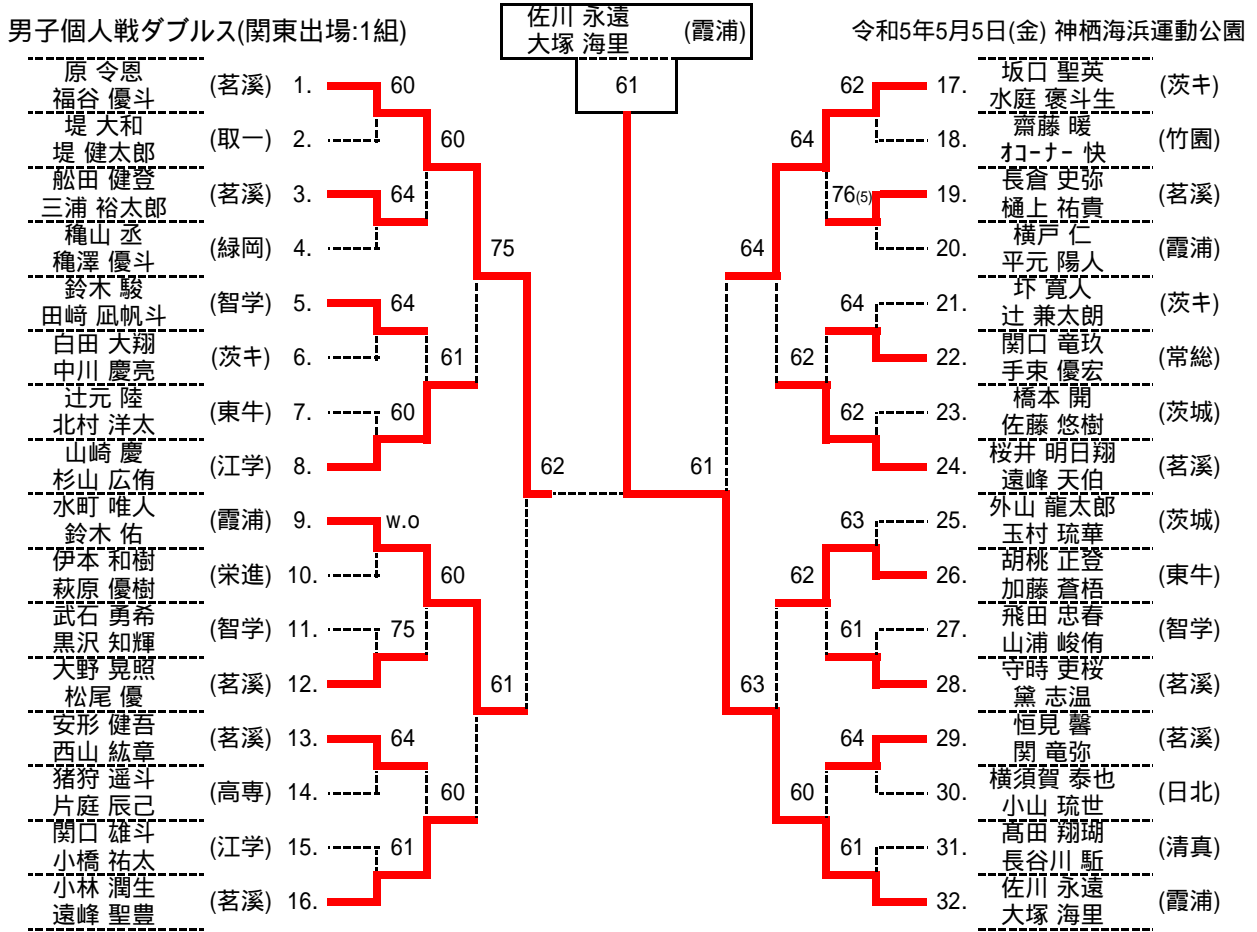 佐川 永遠
大塚 海里
(霞浦)
男子個人戦ダブルス(関東出場:1組)
令和5年5月5日(金) 神栖海浜運動公園
61
原 令恩
福谷 優斗
(茗溪) 1.
60
堤 大和
堤 健太郎
(取一) 2.
60
舩田 健登
三浦 裕太郎
(茗溪) 3.
64
穐山 丞
穐澤 優斗
(緑岡) 4.
75
鈴木 駿
田﨑 凪帆斗
(智学) 5.
64
白田 大翔
中川 慶亮
(茨キ) 6.
61
辻元 陸
北村 洋太
(東牛) 7.
60
山崎 慶
杉山 広侑
(江学) 8.
62
水町 唯人
鈴木 佑
(霞浦) 9.
w.o
伊本 和樹
萩原 優樹
(栄進) 10.
60
武石 勇希
黒沢 知輝
(智学) 11.
75
大野 晃照
松尾 優
(茗溪) 12.
61
安形 健吾
西山 紘章
(茗溪) 13.
64
猪狩 遥斗
片庭 辰己
(高専) 14.
60
関口 雄斗
小橋 祐太
(江学) 15.
61
小林 潤生
遠峰 聖豊
(茗溪) 16.
62
17.
坂口 聖英
水庭 褒斗生
(茨キ)
64
18.
齋藤 暖
オコーナー 快
(竹園)
76(5)
19.
長倉 史弥
樋上 祐貴
(茗溪)
64
20.
横戸 仁
平元 陽人
(霞浦)
64
21.
圷 寛人
辻 兼太朗
(茨キ)
62
22.
関口 竜玖
手束 優宏
(常総)
62
23.
橋本 開
佐藤 悠樹
(茨城)
61
24.
桜井 明日翔
遠峰 天伯
(茗溪)
63
25.
外山 龍太郎
玉村 琉華
(茨城)
62
26.
胡桃 正登
加藤 蒼梧
(東牛)
61
27.
飛田 忠春
山浦 峻侑
(智学)
63
28.
守時 吏桜
黛 志温
(茗溪)
64
29.
恒見 馨
関 竜弥
(茗溪)
60
30.
横須賀 泰也
小山 琉世
(日北)
61
31.
髙田 翔瑚
長谷川 駈
(清真)
32.
佐川 永遠
大塚 海里
(霞浦)